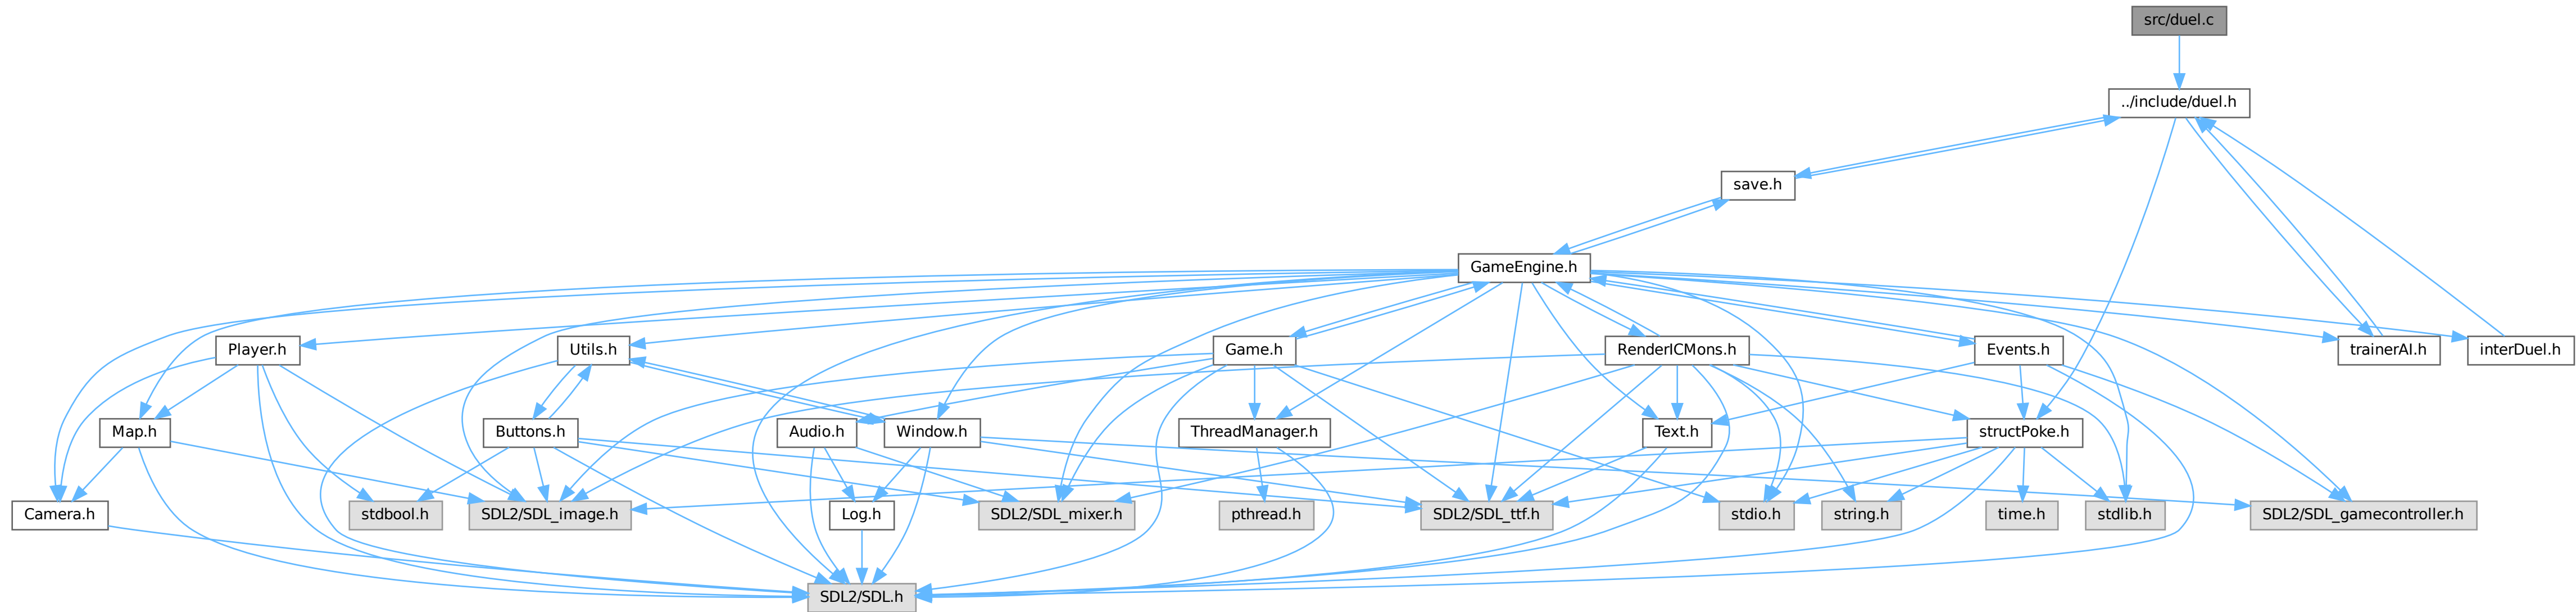 src/duel.c
../include/duel.h
save.h
GameEngine.h
Player.h
Utils.h
Game.h
RenderICMons.h
Events.h
trainerAI.h
interDuel.h
Map.h
Buttons.h
Audio.h
Window.h
ThreadManager.h
Text.h
structPoke.h
Camera.h
stdbool.h
SDL2/SDL_image.h
Log.h
SDL2/SDL_mixer.h
pthread.h
SDL2/SDL_ttf.h
stdio.h
string.h
time.h
stdlib.h
SDL2/SDL_gamecontroller.h
SDL2/SDL.h